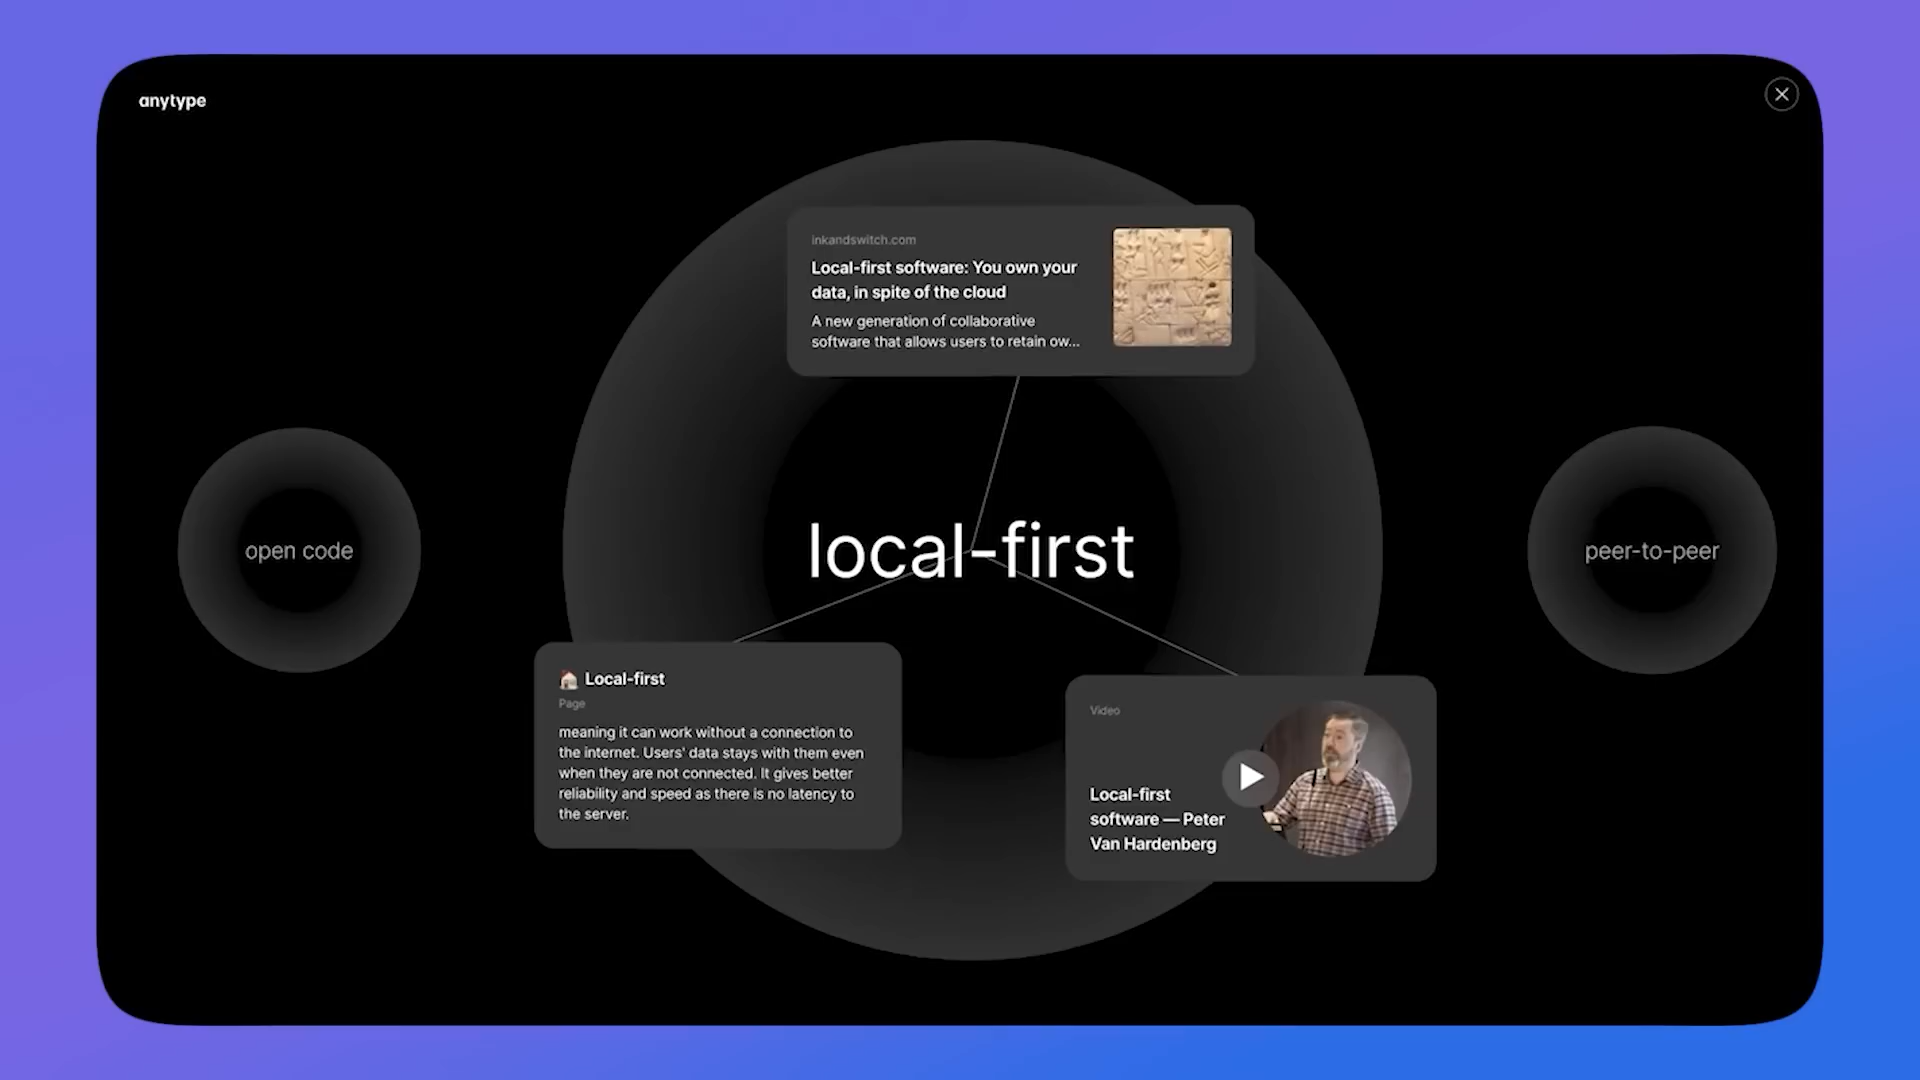 anytype
inkandswitch.com
Local-first software: You own your
data, in spite of the cloud
A new generation of collaborative
software that allows users to retain ow...
open code
local-first
peer-to-peer
Local-first
Page
meaning it can work without a connection to
the internet. Users' data stays with them even
when they are not connected. It gives better
reliability and speed as there is no latency to
the server.
Video
Local-first
software — Peter
Van Hardenberg